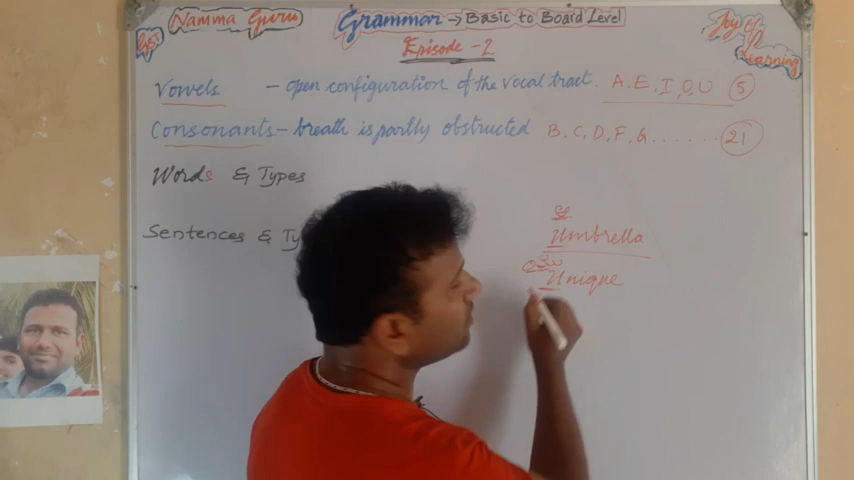 Namma Guru
Grammar → Basic to Board Level
Joy of Learning
Episode - 2
Vowels - open configuration of the vocal tract. A, E, I, O, U 5
Consonants - breath is partly obstructed B, C, D, F, G....... 21
Words & Types
Sentences & Ty
Umbrella
Unique